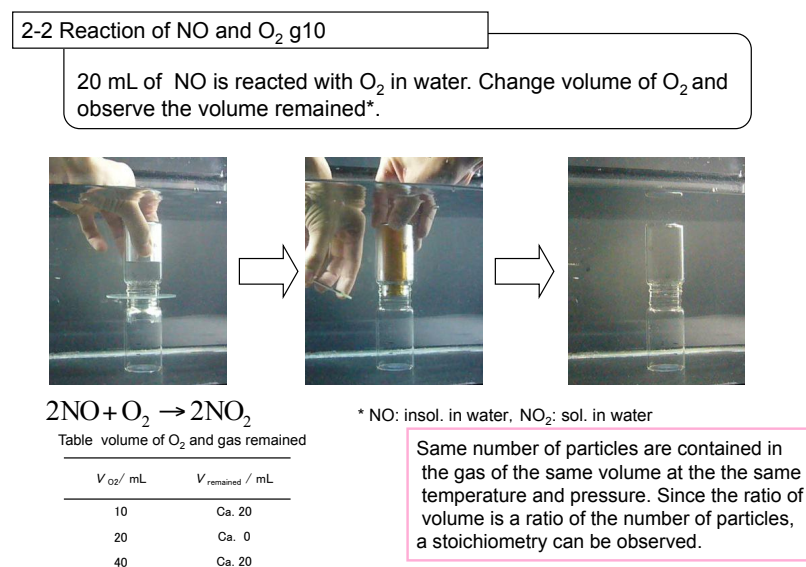 2-2 Reaction of NO and O₂ g10
20 mL of NO is reacted with O₂ in water. Change volume of O₂ and
observe the volume remained*.
2NO + O₂ → 2NO₂
* NO: insol. in water, NO₂: sol. in water
Table volume of O₂ and gas remained
V O2/ mL V remained / mL
10 Ca. 20
20 Ca. 0
40 Ca. 20
Same number of particles are contained in
the gas of the same volume at the the same
temperature and pressure. Since the ratio of
volume is a ratio of the number of particles,
a stoichiometry can be observed.